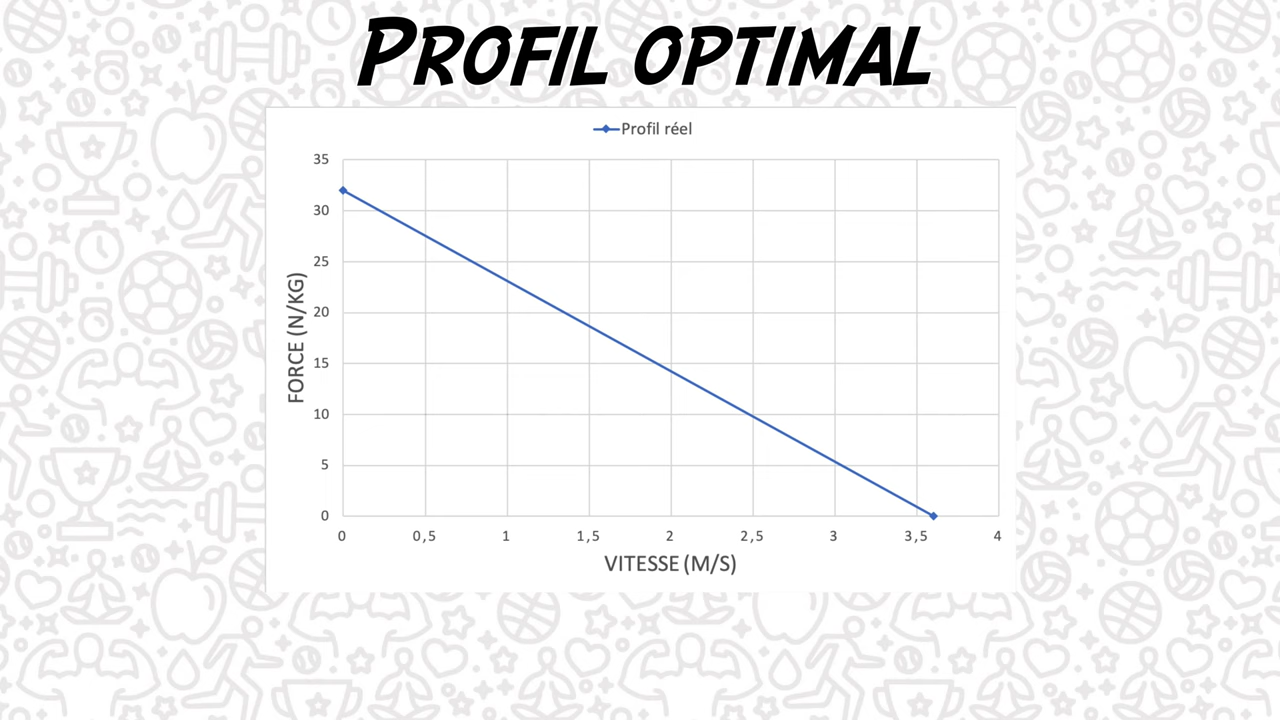 PROFIL OPTIMAL
Profil réel
35
30
25
20
15
10
5
0
FORCE (N/KG)
0 0,5 1 1,5 2 2,5 3 3,5 4
VITESSE (M/S)